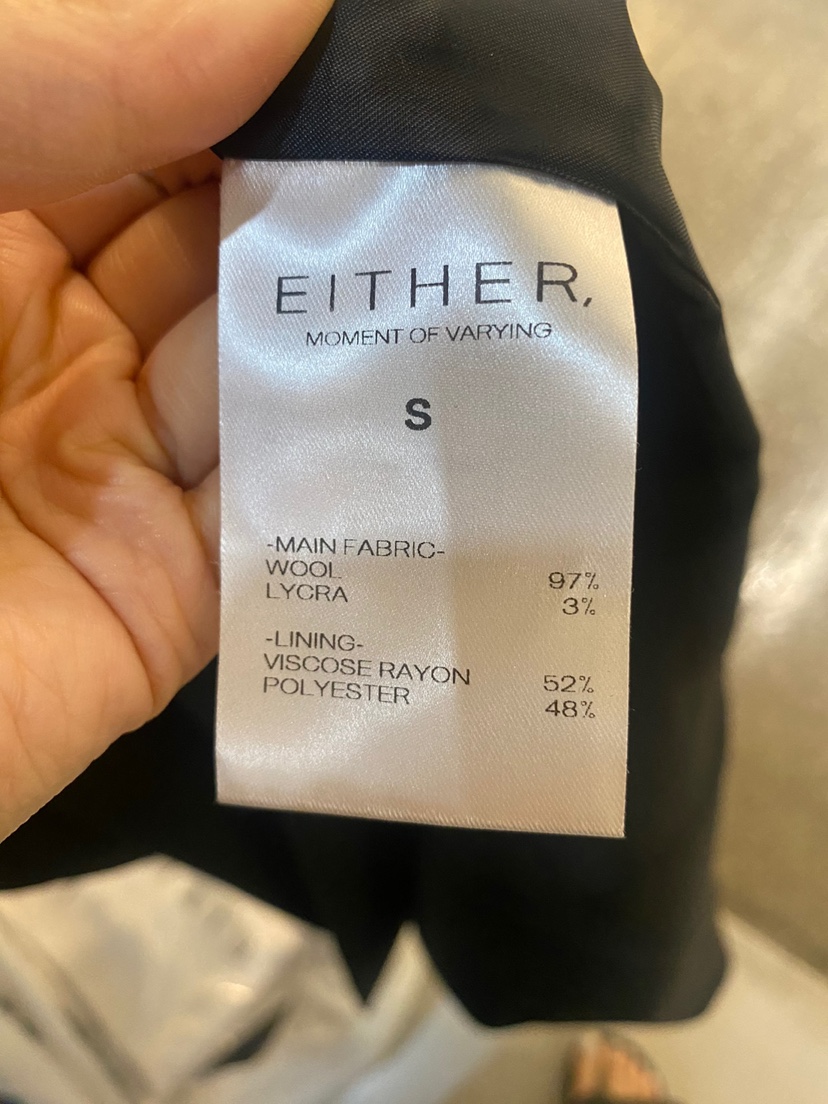 EITHER,
MOMENT OF VARYING
S
-MAIN FABRIC-
WOOL 97%
LYCRA 3%
-LINING-
VISCOSE RAYON 52%
POLYESTER 48%